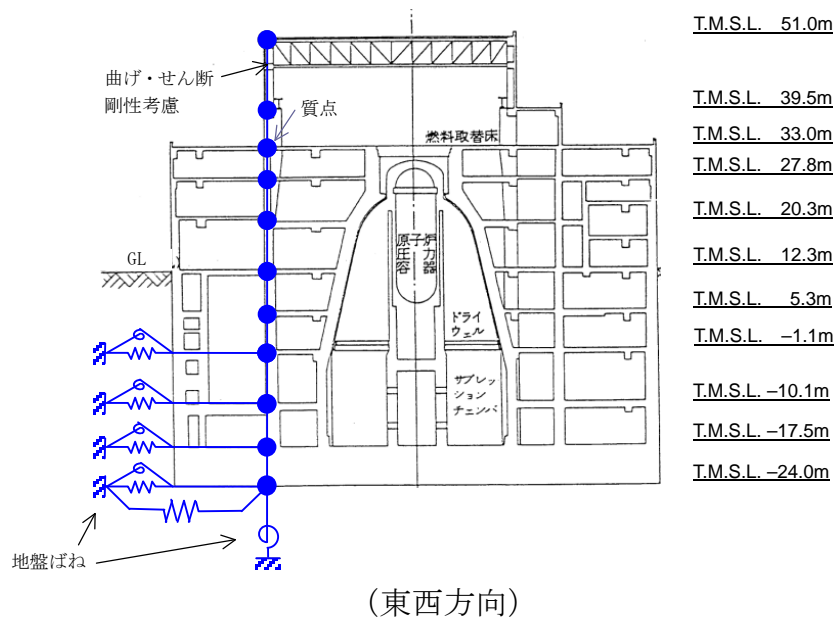 T.M.S.L. 51.0m
曲げ・せん断
剛性考慮
質点
T.M.S.L. 39.5m
燃料取替床
T.M.S.L. 33.0m
T.M.S.L. 27.8m
T.M.S.L. 20.3m
原子炉
圧力
容器
GL
T.M.S.L. 12.3m
T.M.S.L. 5.3m
ドライ
ウェル
T.M.S.L. –1.1m
サプレッ
ション
チェンバ
T.M.S.L. –10.1m
T.M.S.L. –17.5m
T.M.S.L. –24.0m
地盤ばね
(東西方向)